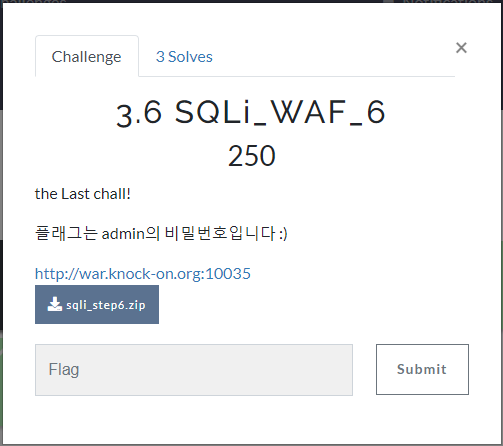 Challenge
3 Solves
×
3.6 SQLi_WAF_6
250
the Last chall!
플래그는 admin의 비밀번호입니다 :)
http://war.knock-on.org:10035
sqli_step6.zip
Flag
Submit